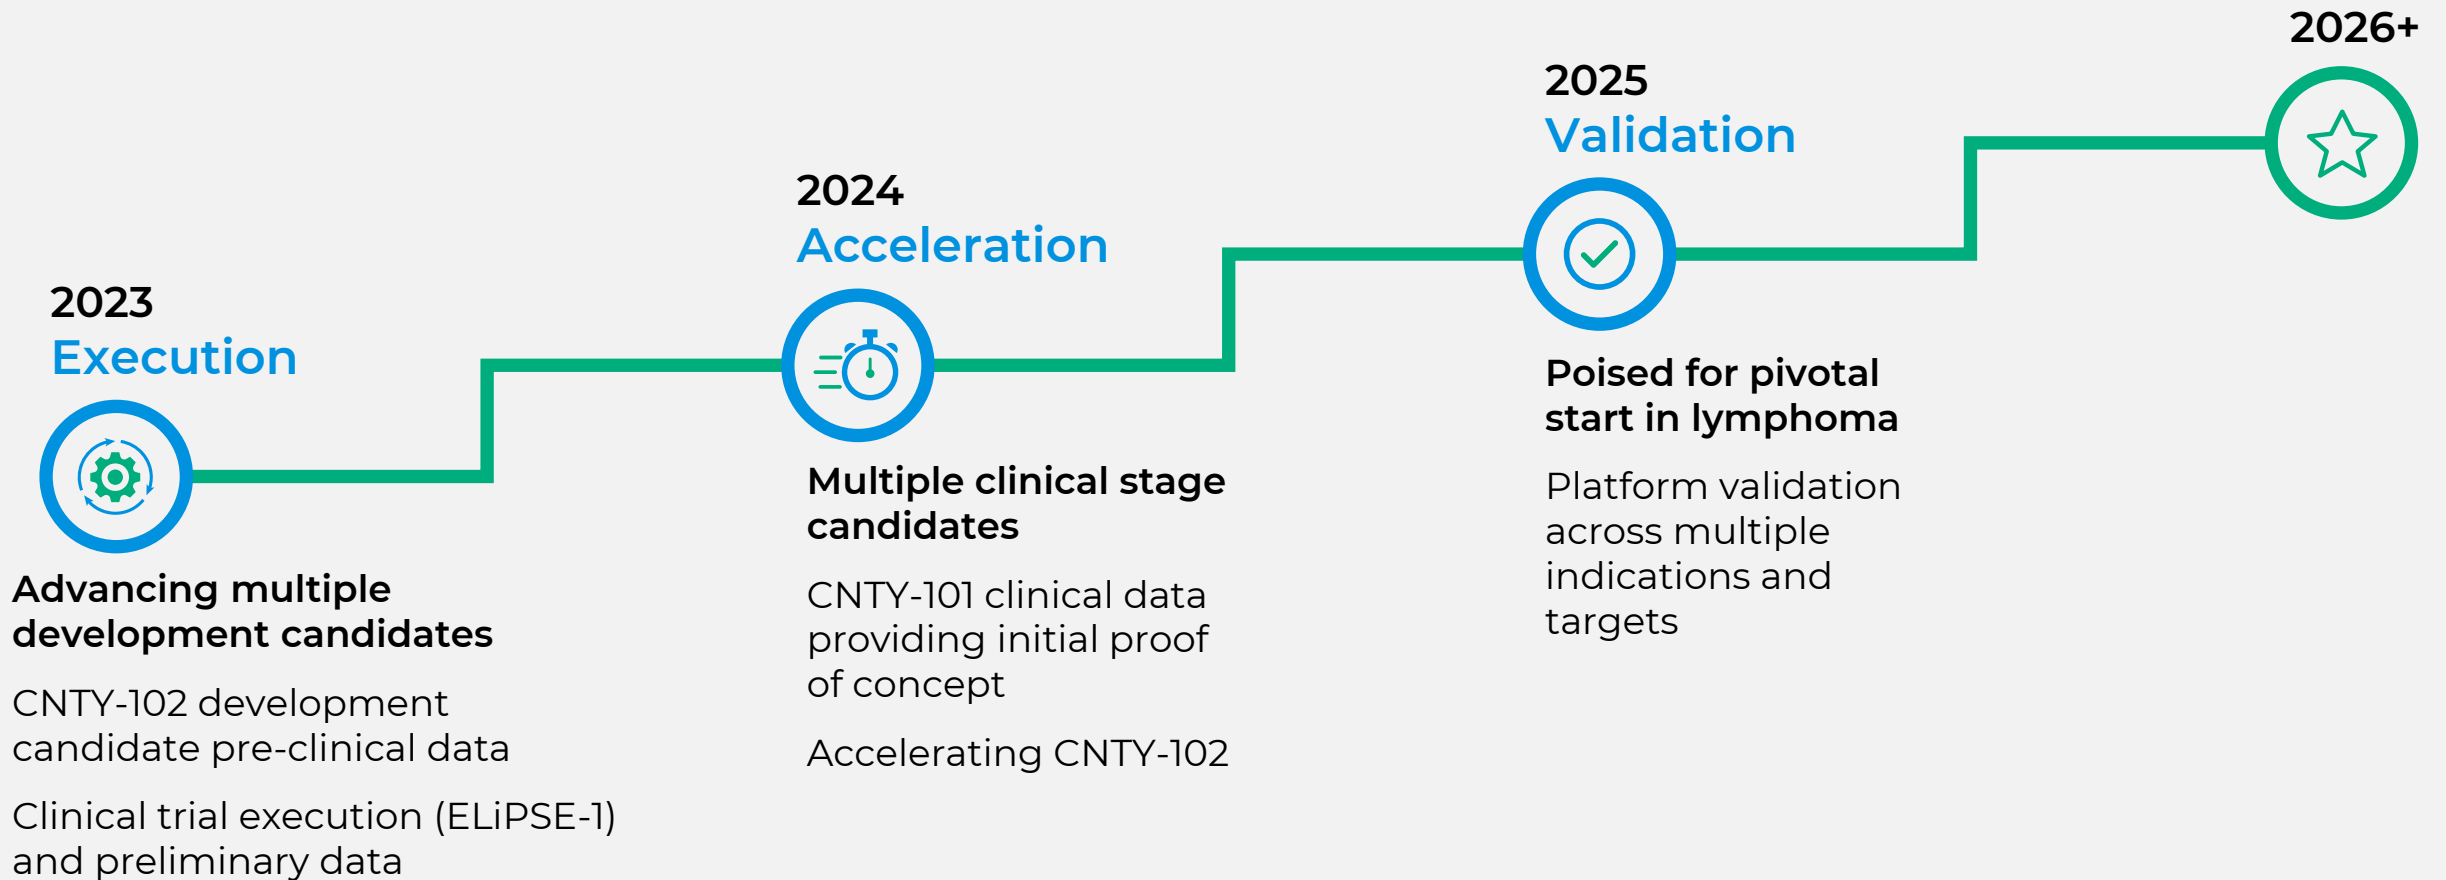 2023
Execution
Advancing multiple
development candidates
CNTY-102 development
candidate pre-clinical data
Clinical trial execution (ELiPSE-1)
and preliminary data
2024
Acceleration
Multiple clinical stage
candidates
CNTY-101 clinical data
providing initial proof
of concept
Accelerating CNTY-102
2025
Validation
Poised for pivotal
start in lymphoma
Platform validation
across multiple
indications and
targets
2026+